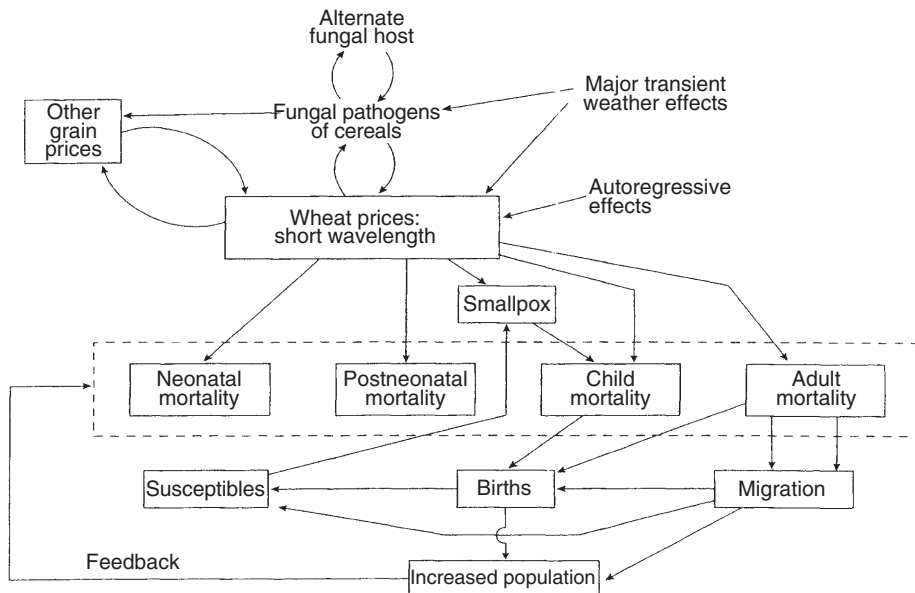 Alternate
fungal host
Fungal pathogens
of cereals
Major transient
weather effects
Other
grain
prices
Autoregressive
effects
Wheat prices:
short wavelength
Smallpox
Neonatal
mortality
Postneonatal
mortality
Child
mortality
Adult
mortality
Susceptibles
Births
Migration
Feedback
Increased population